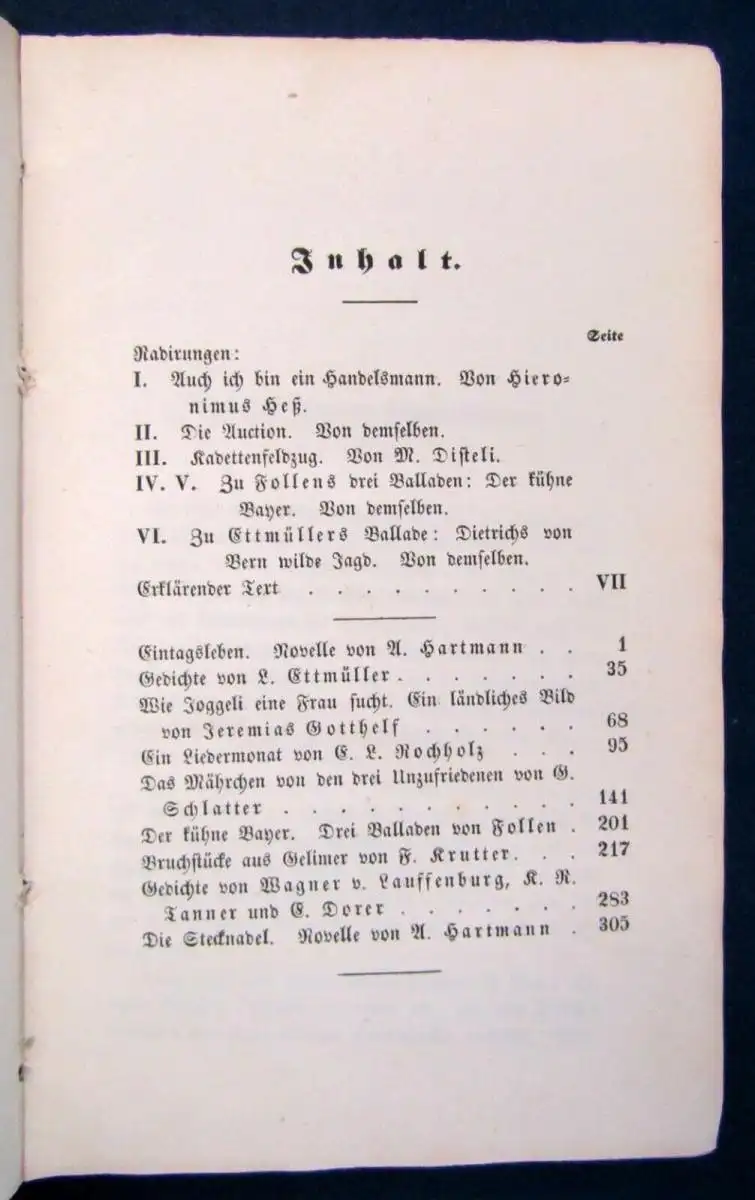 Inhalt.
Seite
Radirungen:
I. Auch ich bin ein Handelsmann. Von Hiero=
nimus Heß.
II. Die Auction. Von demselben.
III. Kadettenfeldzug. Von M. Disteli.
IV. V. Zu Follens drei Balladen: Der kühne
Bayer. Von demselben.
VI. Zu Ettmüllers Ballade: Dietrichs von
Bern wilde Jagd. Von demselben.
Erklärender Text . . . . . . . . . . VII
Eintagsleben. Novelle von A. Hartmann . . 1
Gedichte von L. Ettmüller . . . . . . . 35
Wie Joggeli eine Frau sucht. Ein ländliches Bild
von Jeremias Gotthelf . . . . . . 68
Ein Liedermonat von E. L. Rochholz . . . 95
Das Mährchen von den drei Unzufriedenen von G.
Schlatter . . . . . . . . . . . 141
Der kühne Bayer. Drei Balladen von Follen . 201
Bruchstücke aus Gelimer von F. Krutter . . . 217
Gedichte von Wagner v. Lauffenburg, K. R.
Tanner und E. Dorer . . . . . . . 283
Die Stecknadel. Novelle von A. Hartmann . 305